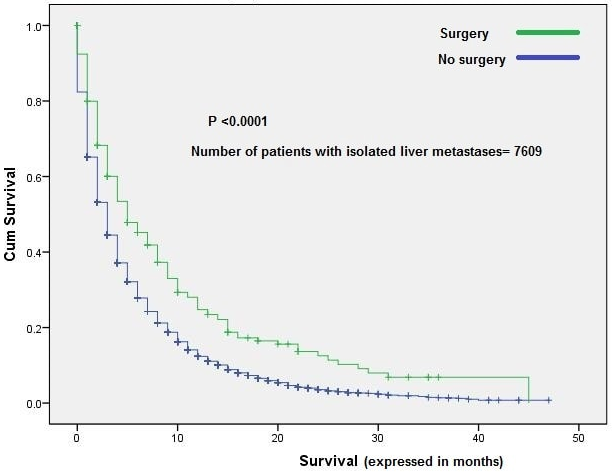 Surgery
No surgery
P <0.0001
Number of patients with isolated liver metastases= 7609
Cum Survival
1.0
0.8
0.6
0.4
0.2
0.0
0 10 20 30 40 50
Survival (expressed in months)